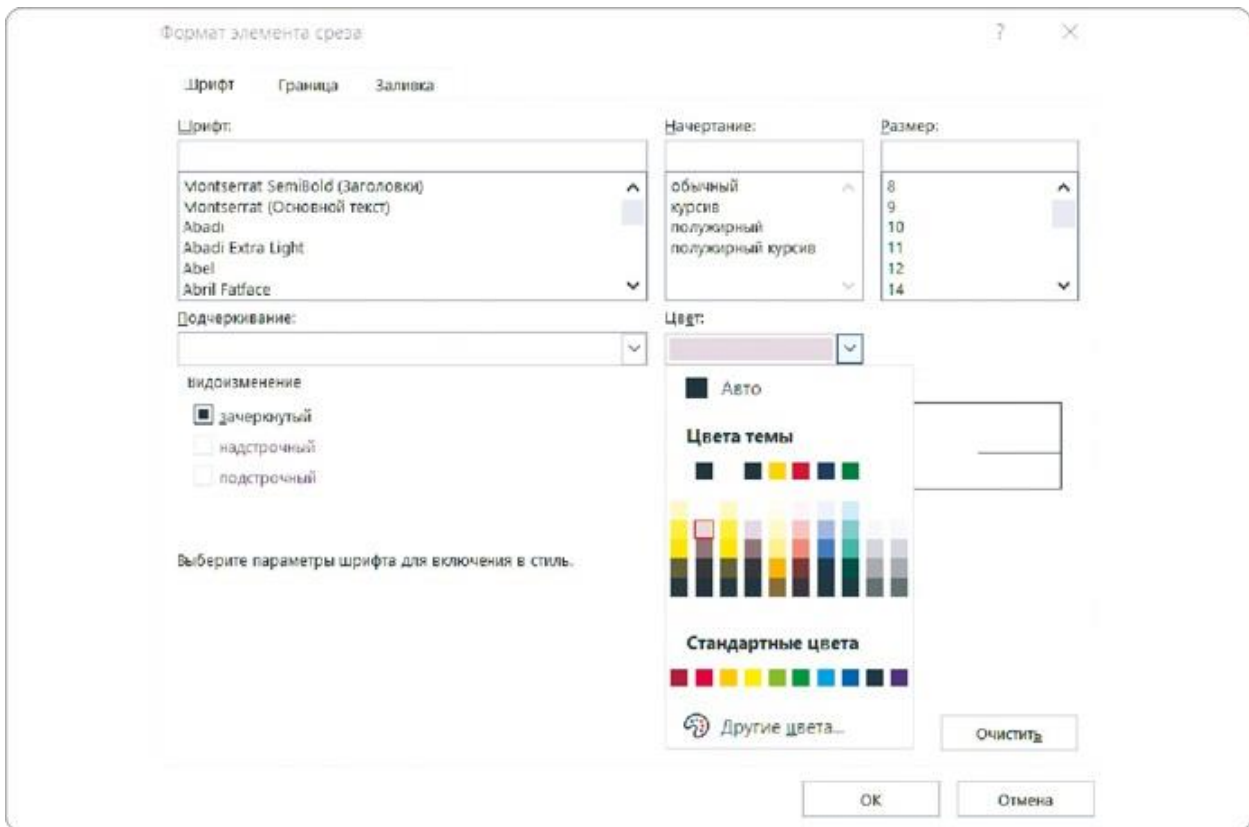 Формат элемента среза ?
Шрифт Граница Заливка
Шрифт: Начертание: Размер:
Montserrat SemiBold (Заголовки) обычный 8
Montserrat (Основной текст) курсив 9
Abadi полужирный 10
Abadi Extra Light полужирный курсив 11
Abel 12
Abril Fatface 14
Подчеркивание: Цвет:
Видоизменение
зачеркнутый
надстрочный
подстрочный
Авто
Цвета темы
Выберите параметры шрифта для включения в стиль.
Стандартные цвета
Другие цвета...
Очистить
ОК Отмена